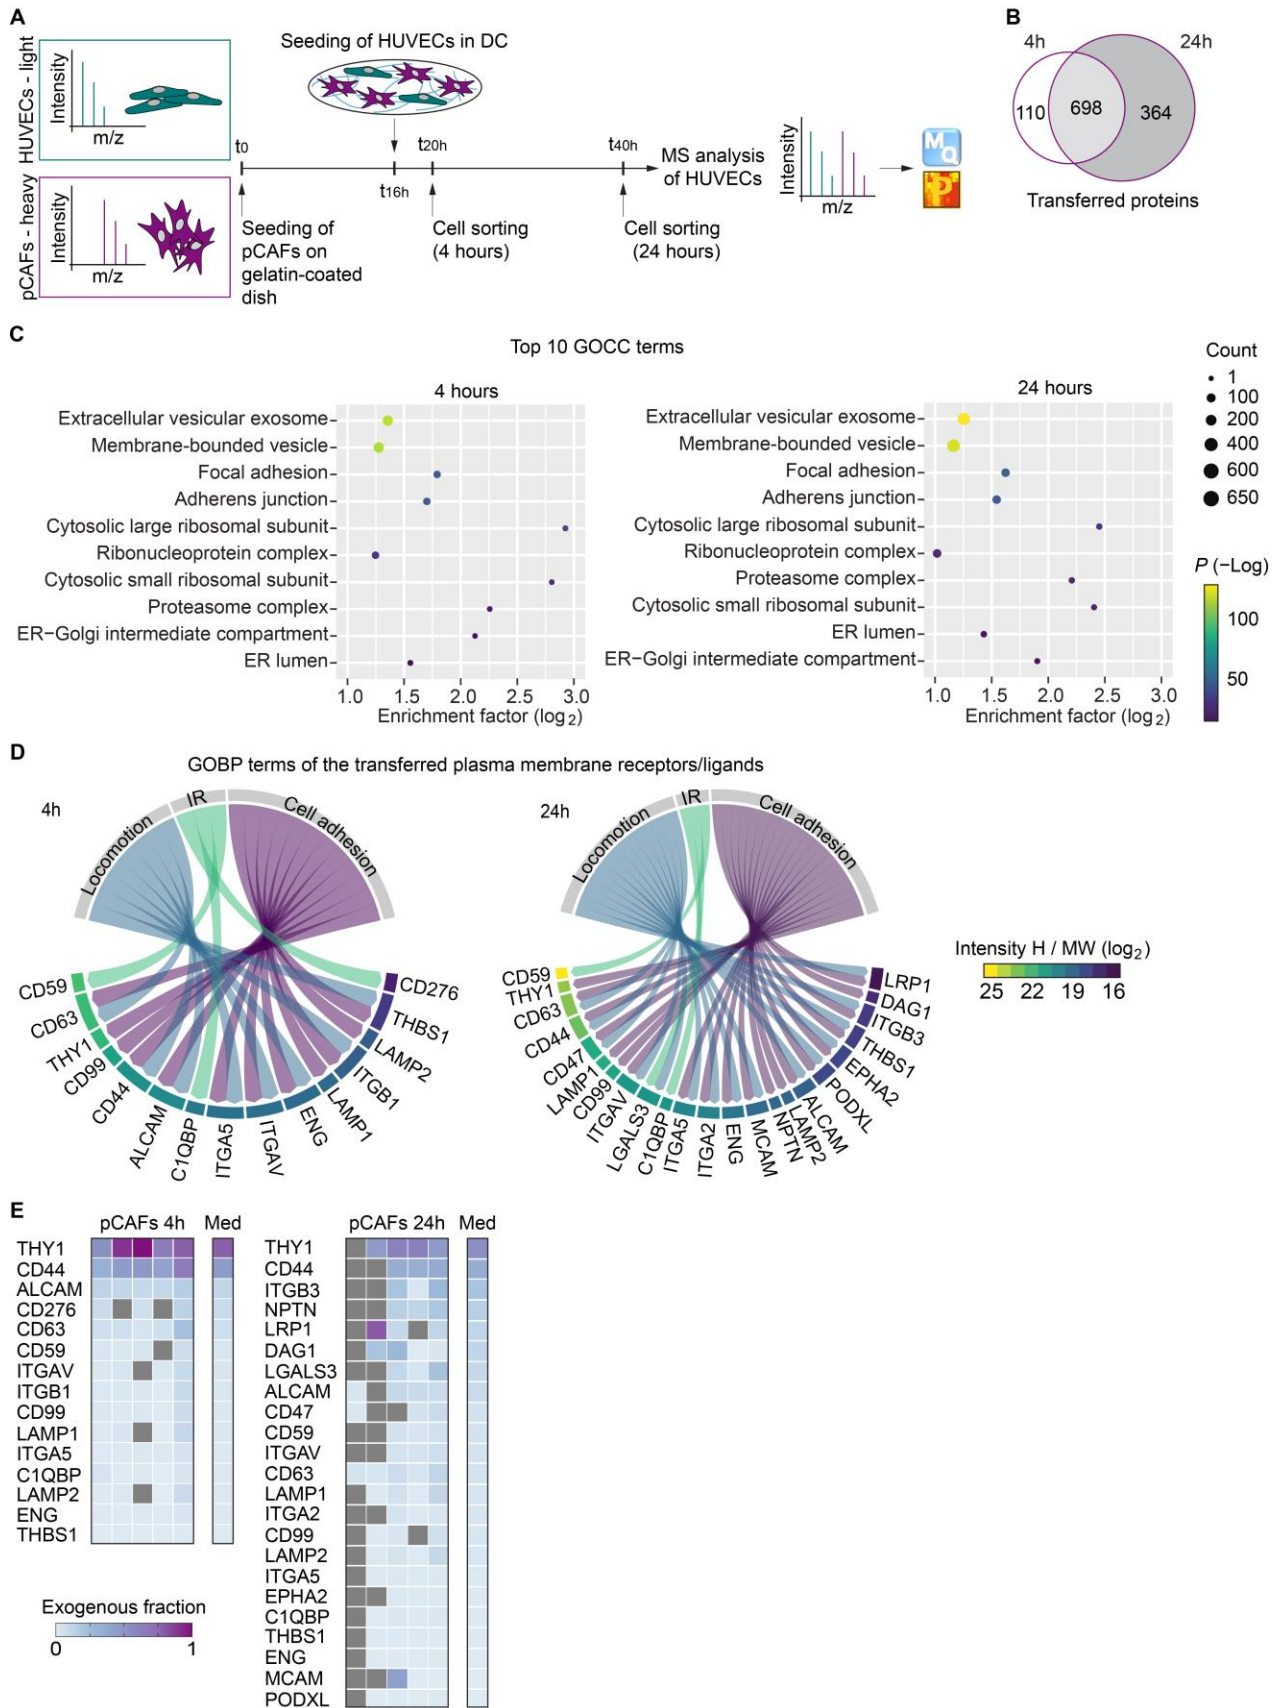 A
HUVECs - light
Intensity
m/z
pCAFs - heavy
Intensity
m/z
Seeding of HUVECs in DC
t0
t16h
t20h
t40h
Seeding of
pCAFs on
gelatin-coated
dish
Cell sorting
(4 hours)
Cell sorting
(24 hours)
MS analysis
of HUVECs
Intensity
m/z
M
Q
P
B
4h
24h
110
698
364
Transferred proteins
C
Top 10 GOCC terms
4 hours
Extracellular vesicular exosome
Membrane-bounded vesicle
Focal adhesion
Adherens junction
Cytosolic large ribosomal subunit
Ribonucleoprotein complex
Cytosolic small ribosomal subunit
Proteasome complex
ER−Golgi intermediate compartment
ER lumen
1.0 1.5 2.0 2.5 3.0
Enrichment factor (log2)
24 hours
Extracellular vesicular exosome
Membrane-bounded vesicle
Focal adhesion
Adherens junction
Cytosolic large ribosomal subunit
Ribonucleoprotein complex
Proteasome complex
Cytosolic small ribosomal subunit
ER lumen
ER−Golgi intermediate compartment
1.0 1.5 2.0 2.5 3.0
Enrichment factor (log2)
Count
1
100
200
400
600
650
P (−Log)
100
50
D
GOBP terms of the transferred plasma membrane receptors/ligands
4h
Locomotion
IR
Cell adhesion
CD59
CD63
THY1
CD99
CD44
ALCAM
C1QBP
ITGA5
ITGAV
ENG
LAMP1
ITGB1
LAMP2
THBS1
CD276
24h
Locomotion
IR
Cell adhesion
CD59
THY1
CD63
CD44
CD47
LAMP1
CD99
ITGAV
LGALS3
C1QBP
ITGA5
ITGA2
ENG
MCAM
NPTN
LAMP2
ALCAM
PODXL
EPHA2
THBS1
ITGB3
DAG1
LRP1
Intensity H / MW (log2)
25 22 19 16
E
pCAFs 4h Med
THY1
CD44
ALCAM
CD276
CD63
CD59
ITGAV
ITGB1
CD99
LAMP1
ITGA5
C1QBP
LAMP2
ENG
THBS1
Exogenous fraction
0 1
pCAFs 24h Med
THY1
CD44
ITGB3
NPTN
LRP1
DAG1
LGALS3
ALCAM
CD47
CD59
ITGAV
CD63
LAMP1
ITGA2
CD99
LAMP2
ITGA5
EPHA2
C1QBP
THBS1
ENG
MCAM
PODXL